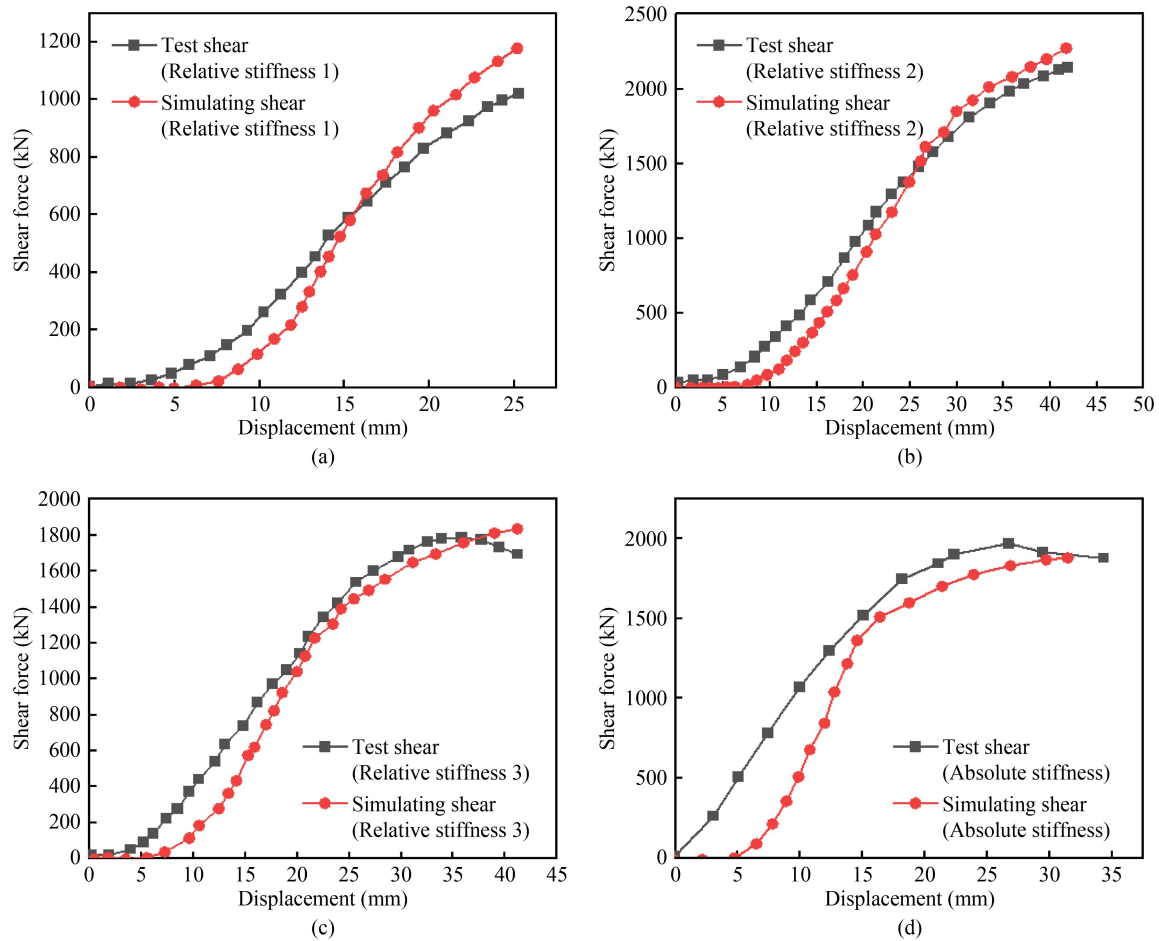 1200
1000
800
600
400
200
0
Shear force (kN)
Test shear
(Relative stiffness 1)
Simulating shear
(Relative stiffness 1)
0 5 10 15 20 25
Displacement (mm)
(a)
2500
2000
1500
1000
500
0
Shear force (kN)
Test shear
(Relative stiffness 2)
Simulating shear
(Relative stiffness 2)
0 5 10 15 20 25 30 35 40 45 50
Displacement (mm)
(b)
2000
1800
1600
1400
1200
1000
800
600
400
200
0
Shear force (kN)
Test shear
(Relative stiffness 3)
Simulating shear
(Relative stiffness 3)
0 5 10 15 20 25 30 35 40 45
Displacement (mm)
(c)
2000
1500
1000
500
0
Shear force (kN)
Test shear
(Absolute stiffness)
Simulating shear
(Absolute stiffness)
0 5 10 15 20 25 30 35
Displacement (mm)
(d)